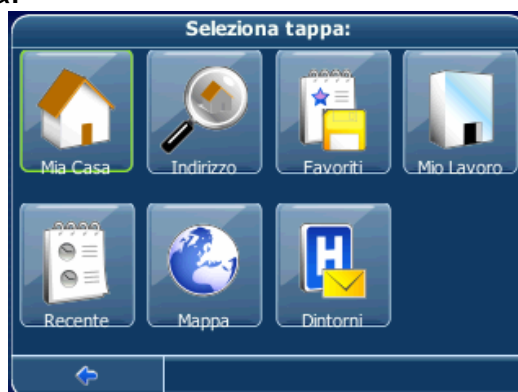 Seleziona tappa:
Mia Casa Indirizzo Favoriti Mio Lavoro
H
Recente Mappa Dintorni